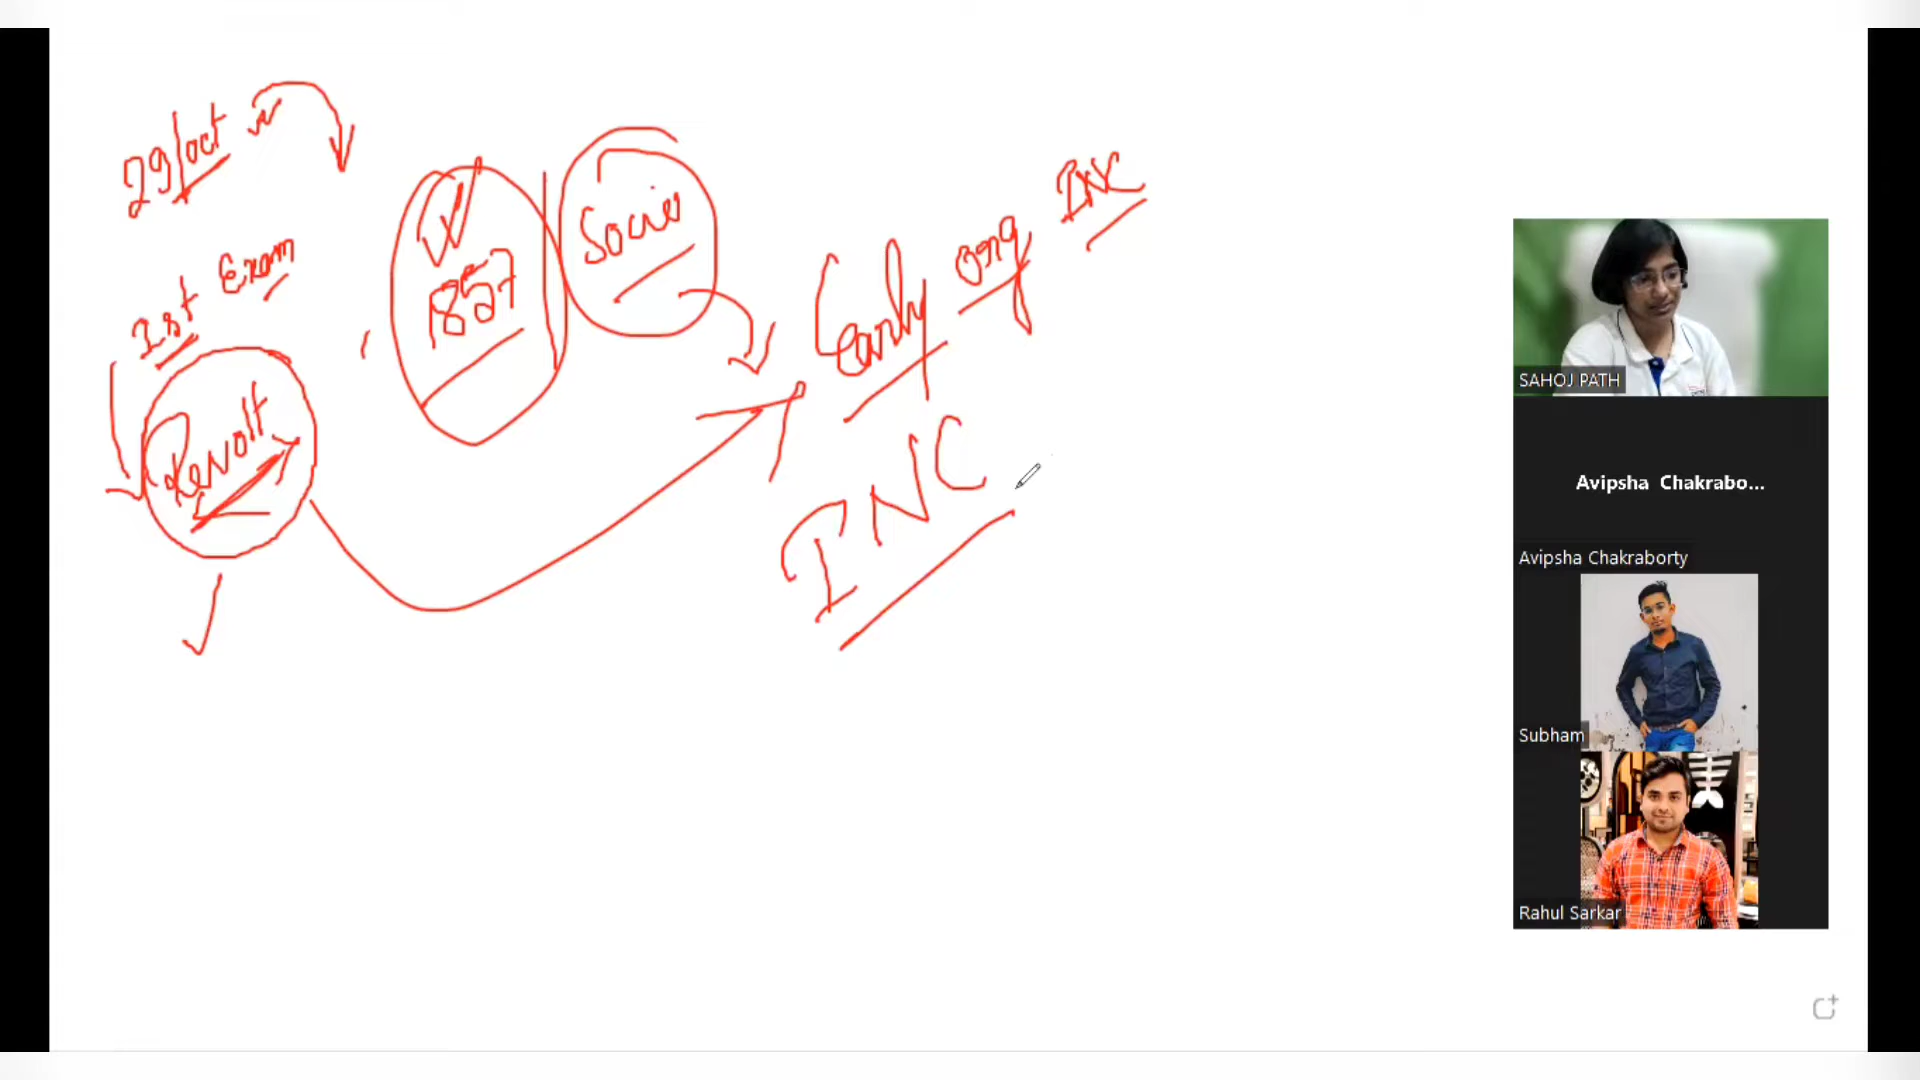 29/oct
1st Exam
Revolt
1857
Socio
Early org INC
INC
SAHOJ PATH
Avipsha Chakrabo...
Avipsha Chakraborty
Subham
Rahul Sarkar